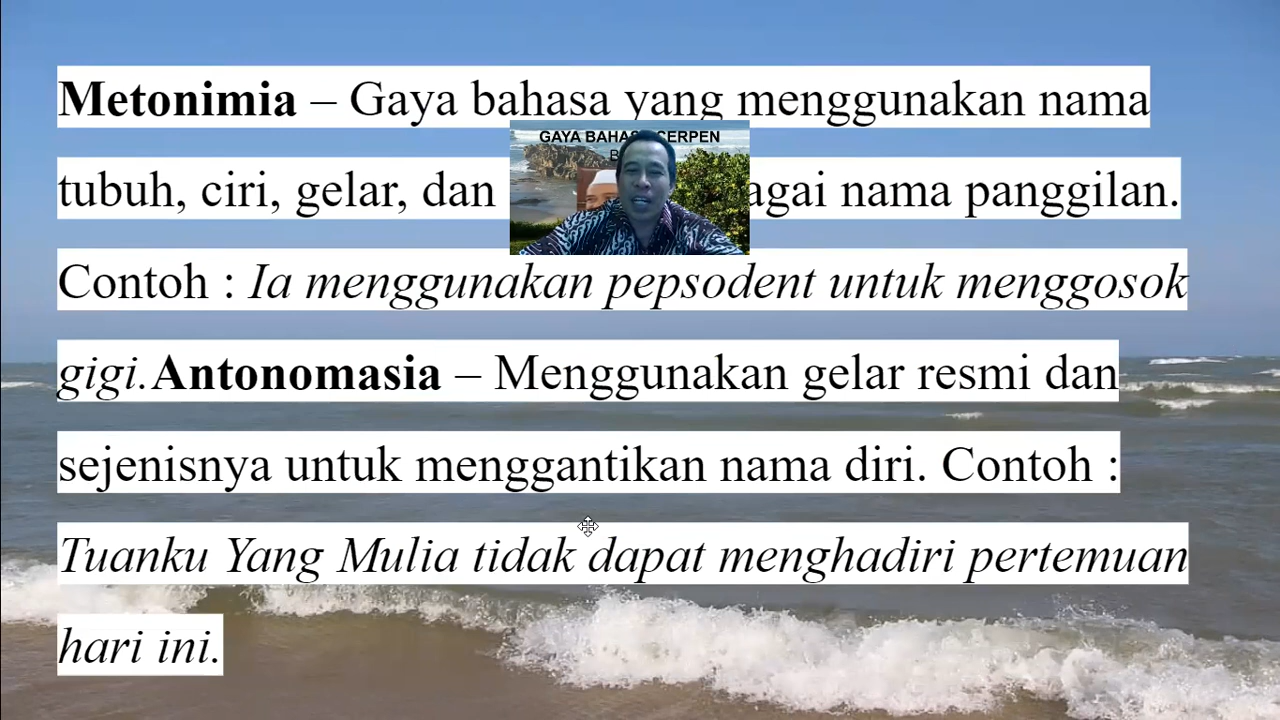 Metonimia – Gaya bahasa yang menggunakan nama
GAYA BAHAS CERPEN
tubuh, ciri, gelar, dan agai nama panggilan.
Contoh : Ia menggunakan pepsodent untuk menggosok
gigi.Antonomasia – Menggunakan gelar resmi dan
sejenisnya untuk menggantikan nama diri. Contoh :
Tuanku Yang Mulia tidak dapat menghadiri pertemuan
hari ini.